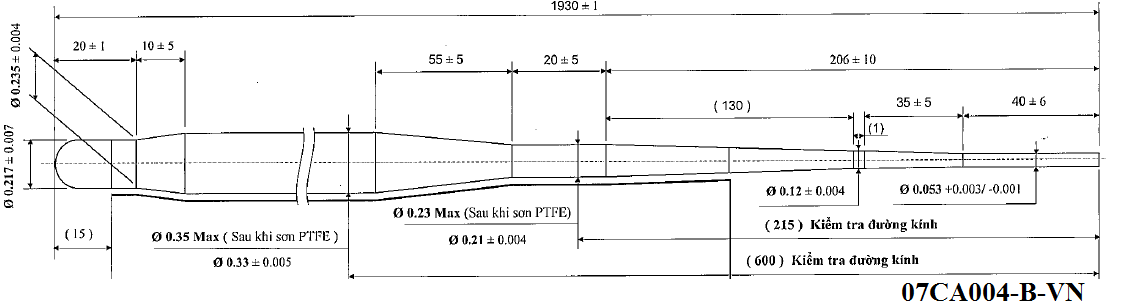 1930 ± 1
20 ± 1
10 ± 5
55 ± 5
20 ± 5
206 ± 10
Ø 0.235 ± 0.004
( 130 )
35 ± 5
40 ± 6
(1)
Ø 0.217 ± 0.007
Ø 0.12 ± 0.004
Ø 0.053 +0.003/ -0.001
( 15 )
Ø 0.35 Max ( Sau khi sơn PTFE )
Ø 0.33 ± 0.005
Ø 0.23 Max (Sau khi sơn PTFE)
Ø 0.21 ± 0.004
( 215 ) Kiểm tra đường kính
( 600 ) Kiểm tra đường kính
07CA004-B-VN